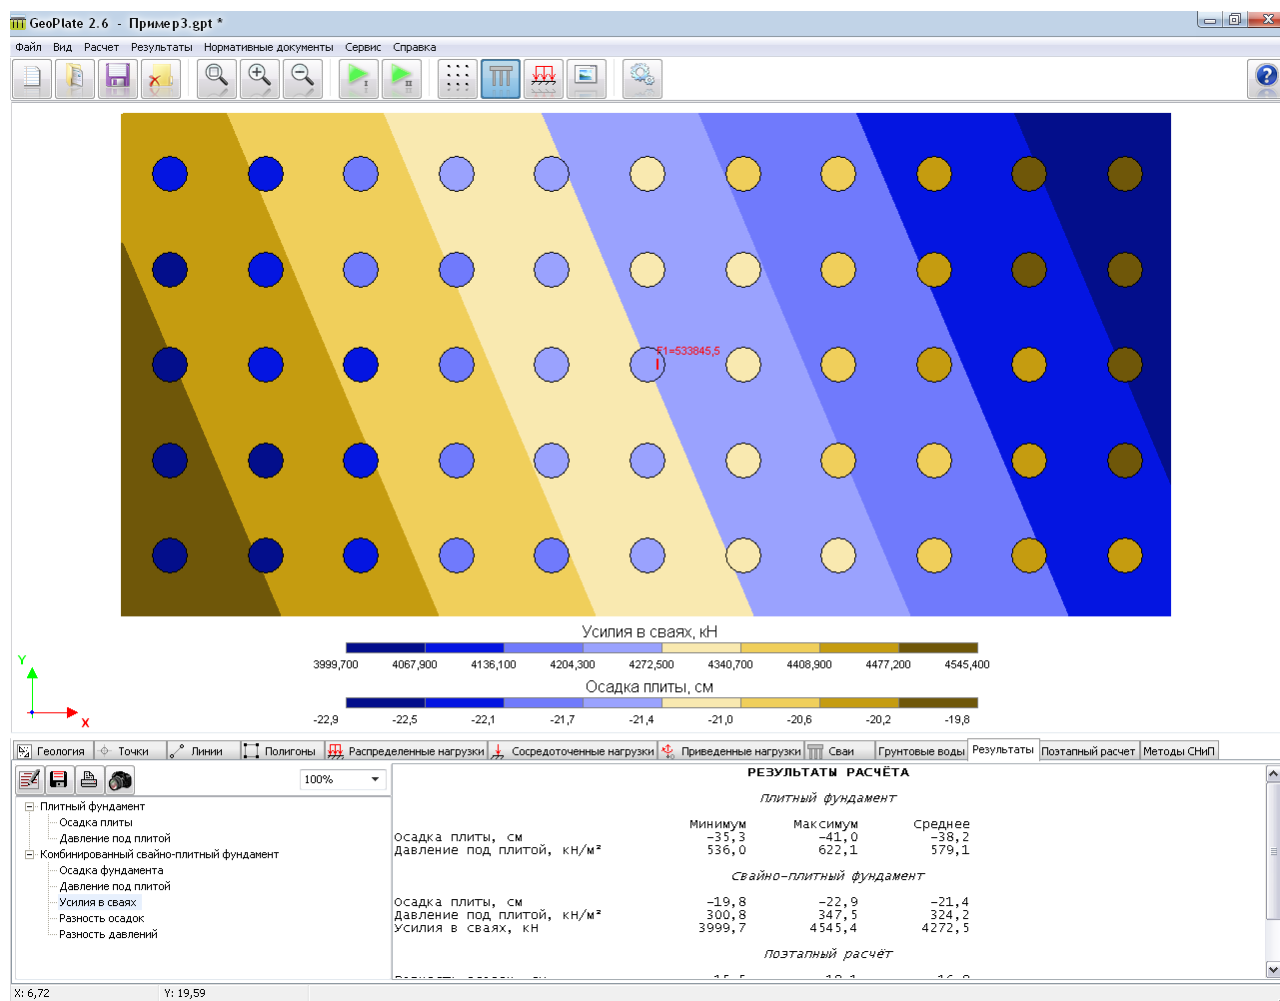 GeoPlate 2.6 - Пример3.gpt *
Файл Вид Расчет Результаты Нормативные документы Сервис Справка
F1=533845,5
Усилия в сваях, кН
3999,700 4067,900 4136,100 4204,300 4272,500 4340,700 4408,900 4477,200 4545,400
Осадка плиты, см
-22,9 -22,5 -22,1 -21,7 -21,4 -21,0 -20,6 -20,2 -19,8
Y
X
Геология Точки Линии Полигоны Распределенные нагрузки Сосредоточенные нагрузки Приведенные нагрузки Сваи Грунтовые воды Результаты Поэтапный расчет Методы СНиП
100%
Плитный фундамент
Осадка плиты
Давление под плитой
Комбинированный свайно-плитный фундамент
Осадка фундамента
Давление под плитой
Усилия в сваях
Разность осадок
Разность давлений
РЕЗУЛЬТАТЫ РАСЧЁТА
Плитный фундамент
Минимум Максимум Среднее
Осадка плиты, см -35,3 -41,0 -38,2
Давление под плитой, кН/м² 536,0 622,1 579,1
Свайно-плитный фундамент
Осадка плиты, см -19,8 -22,9 -21,4
Давление под плитой, кН/м² 300,8 347,5 324,2
Усилия в сваях, кН 3999,7 4545,4 4272,5
Поэтапный расчёт
X: 6,72 Y: 19,59